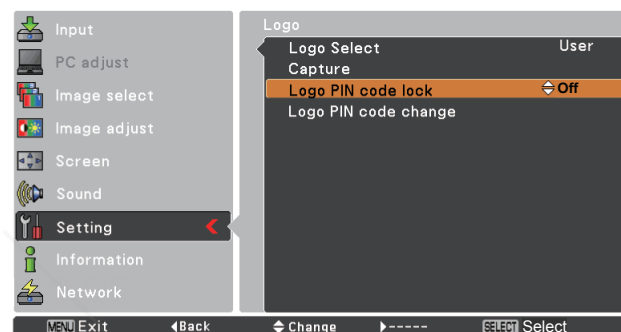 Input
PC adjust
Image select
Image adjust
Screen
Sound
Setting
Information
Network
Logo
Logo Select User
Capture
Logo PIN code lock Off
Logo PIN code change
MENU Exit Back Change ----- SELECT Select